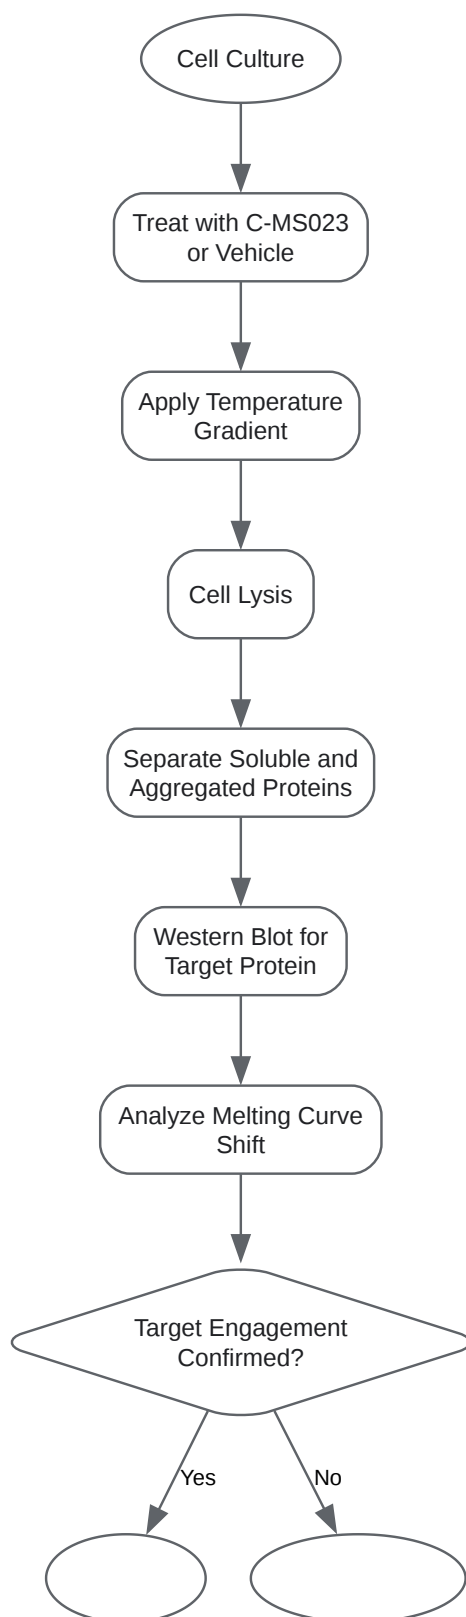 Cell Culture
Treat with C-MS023
or Vehicle
Apply Temperature
Gradient
Cell Lysis
Separate Soluble and
Aggregated Proteins
Western Blot for
Target Protein
Analyze Melting Curve
Shift
Target Engagement
Confirmed?
Yes
No